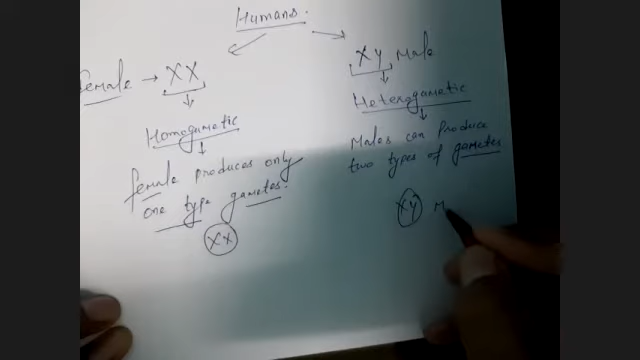 Humans.
female → XX
XY Male
Homogametic
Heterogametic
female produces only
one type gametes.
Males can produce
two types of gametes
XX
XY M